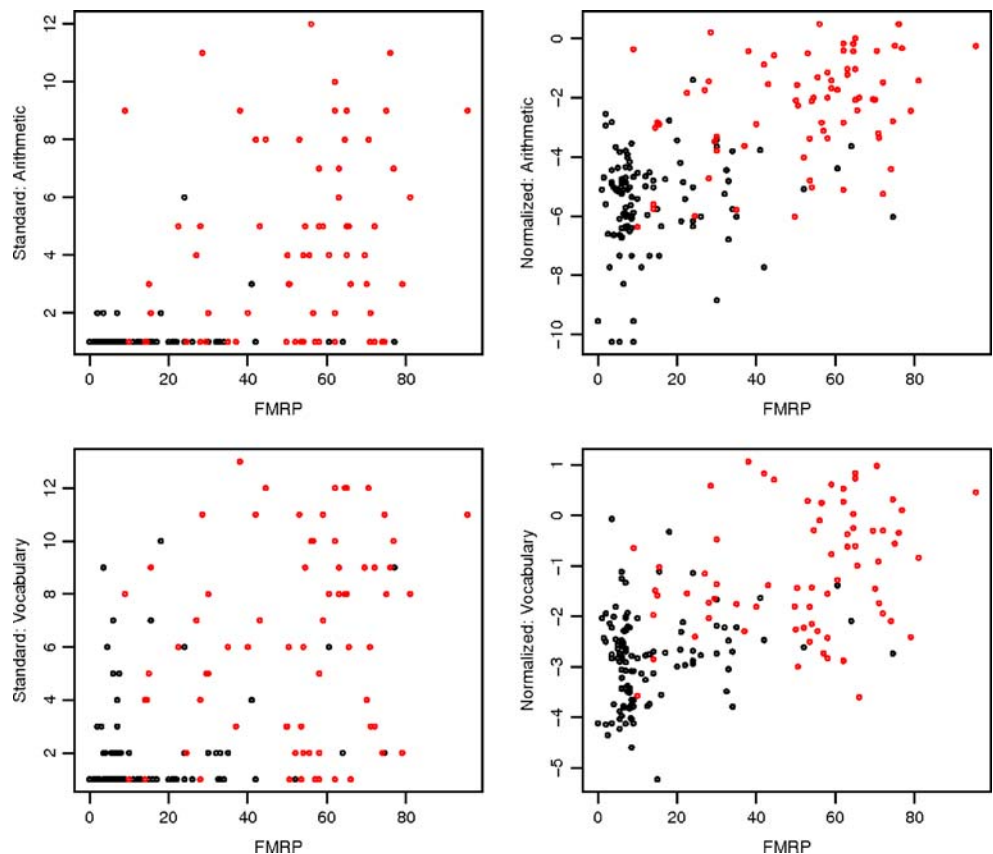 Standard: Arithmetic
12
10
8
6
4
2
0 20 40 60 80
FMRP
Normalized: Arithmetic
0
−2
−4
−6
−8
−10
0 20 40 60 80
FMRP
Standard: Vocabulary
12
10
8
6
4
2
0 20 40 60 80
FMRP
Normalized: Vocabulary
1
0
−1
−2
−3
−4
−5
0 20 40 60 80
FMRP